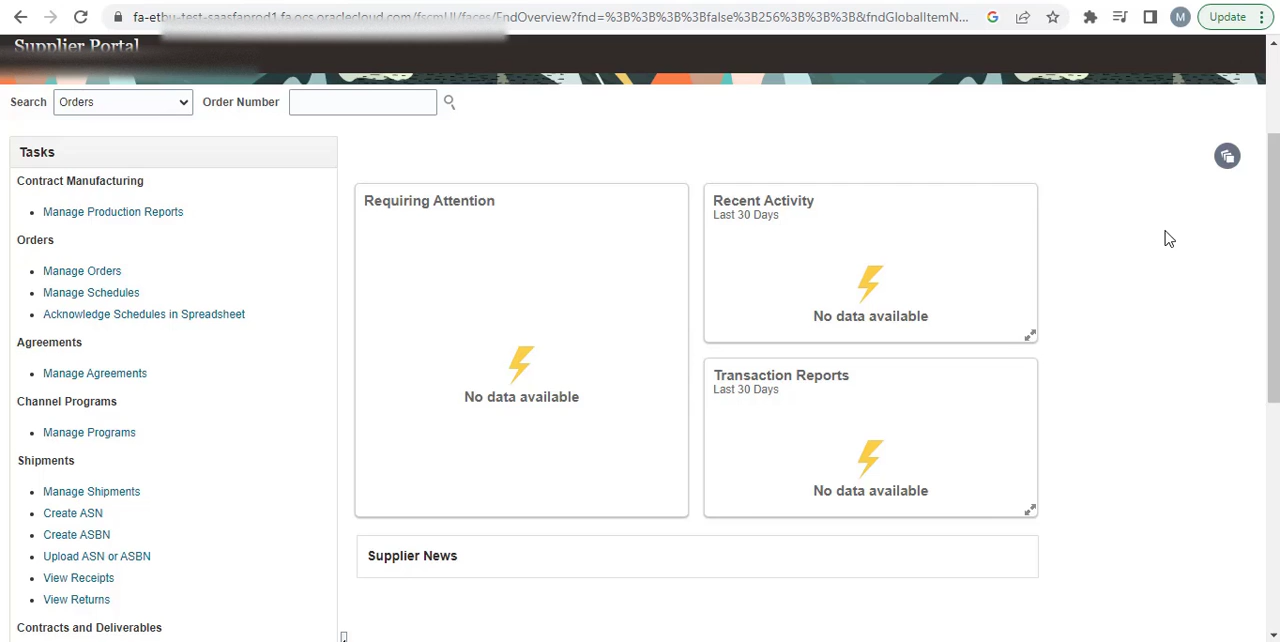 fa-etbu-test-saasfaprod1.fa.ocs.oraclecloud.com/fscmUI/faces/FndOverview?fnd=%3B%3B%3B%3Bfalse%3B256%3B%3B%3B&fndGlobalItemN...
M
Update
Supplier Portal
Search
Orders
Order Number
Tasks
Contract Manufacturing
Manage Production Reports
Orders
Manage Orders
Manage Schedules
Acknowledge Schedules in Spreadsheet
Agreements
Manage Agreements
Channel Programs
Manage Programs
Shipments
Manage Shipments
Create ASN
Create ASBN
Upload ASN or ASBN
View Receipts
View Returns
Contracts and Deliverables
Requiring Attention
No data available
Recent Activity
Last 30 Days
No data available
Transaction Reports
Last 30 Days
No data available
Supplier News